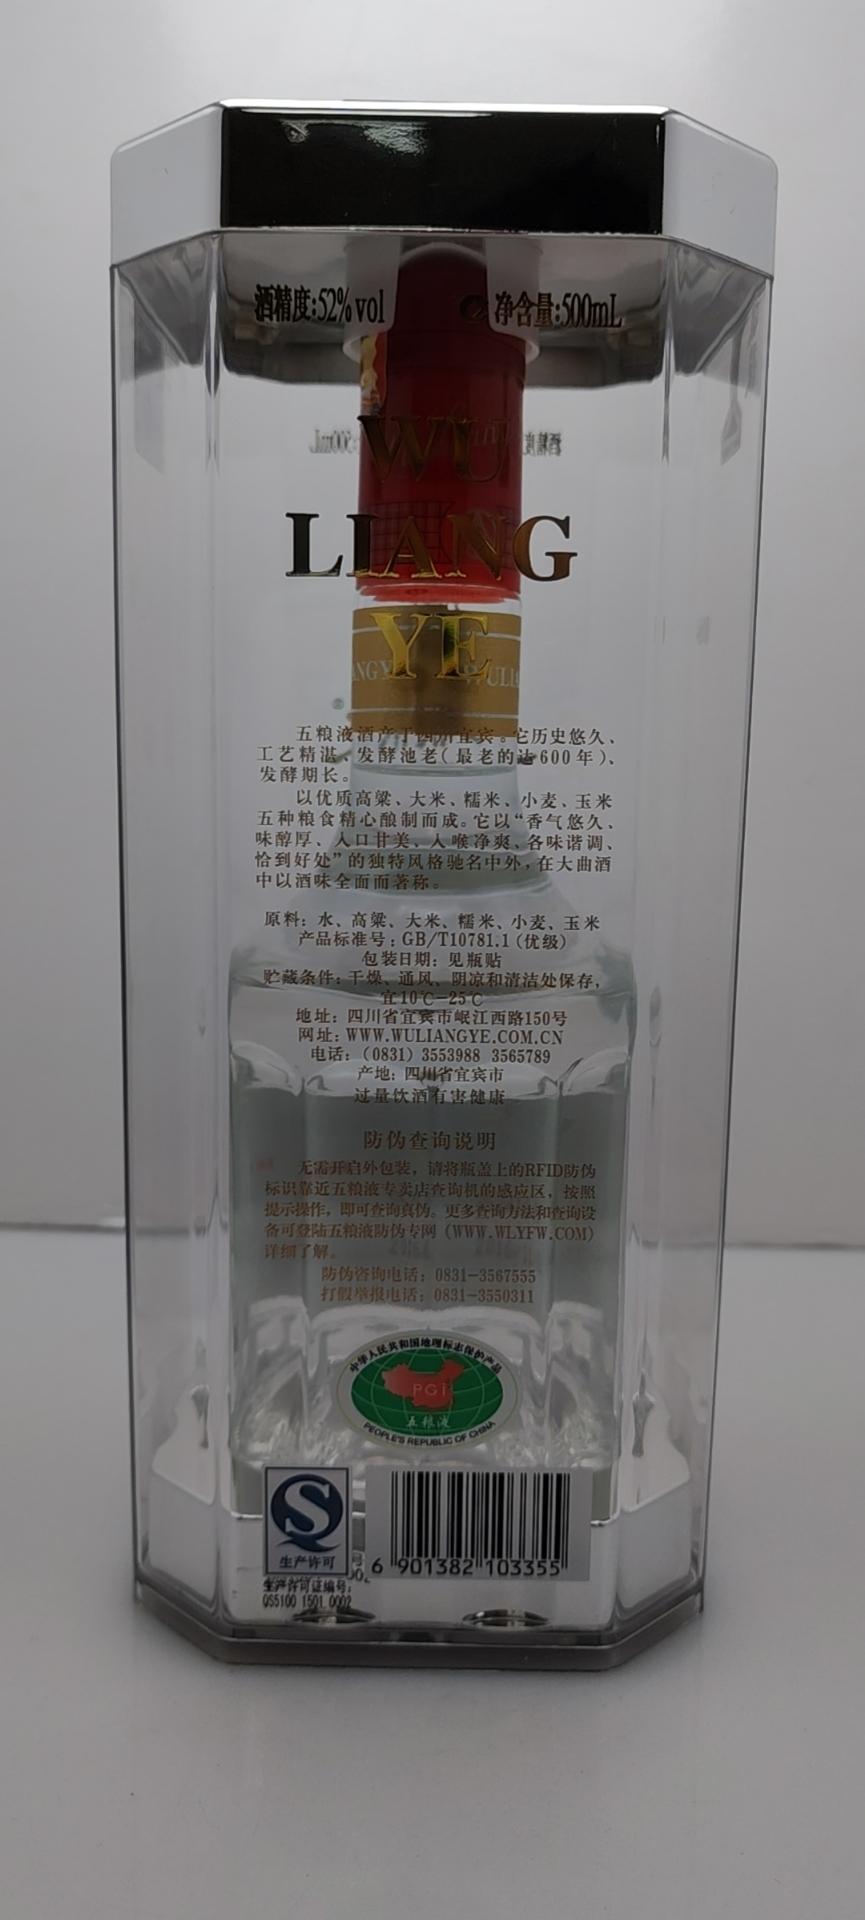 酒精度:52%vol
净含量:500mL
WU
LIANG
YE
五粮液酒产于四川宜宾。它历史悠久、
工艺精湛、发酵池老(最老的达600年)、
发酵期长。
以优质高粱、大米、糯米、小麦、玉米
五种粮食精心酿制而成。它以“香气悠久、
味醇厚、入口甘美、入喉净爽、各味谐调、
恰到好处”的独特风格驰名中外,在大曲酒
中以酒味全面而著称。
原料: 水、高粱、大米、糯米、小麦、玉米
产品标准号:GB/T10781.1(优级)
包装日期: 见瓶贴
贮藏条件:干燥、通风、阴凉和清洁处保存,
宜10℃-25℃
地址: 四川省宜宾市岷江西路150号
网址: WWW.WULIANGYE.COM.CN
电话: (0831) 3553988 3565789
产地: 四川省宜宾市
过量饮酒有害健康
防伪查询说明
无需开启外包装, 请将瓶盖上的RFID防伪
标识靠近五粮液专卖店查询机的感应区, 按照
提示操作, 即可查询真伪。更多查询方法和查询设
备可登陆五粮液防伪专网 (WWW.WLYFW.COM)
详细了解。
防伪咨询电话: 0831-3567555
打假举报电话: 0831-3550311
中华人民共和国地理标志保护产品
PGI
五粮液
PEOPLE'S REPUBLIC OF CHINA
生产许可
6 901382 103355
生产许可证编号:
QS5100 1501 0002